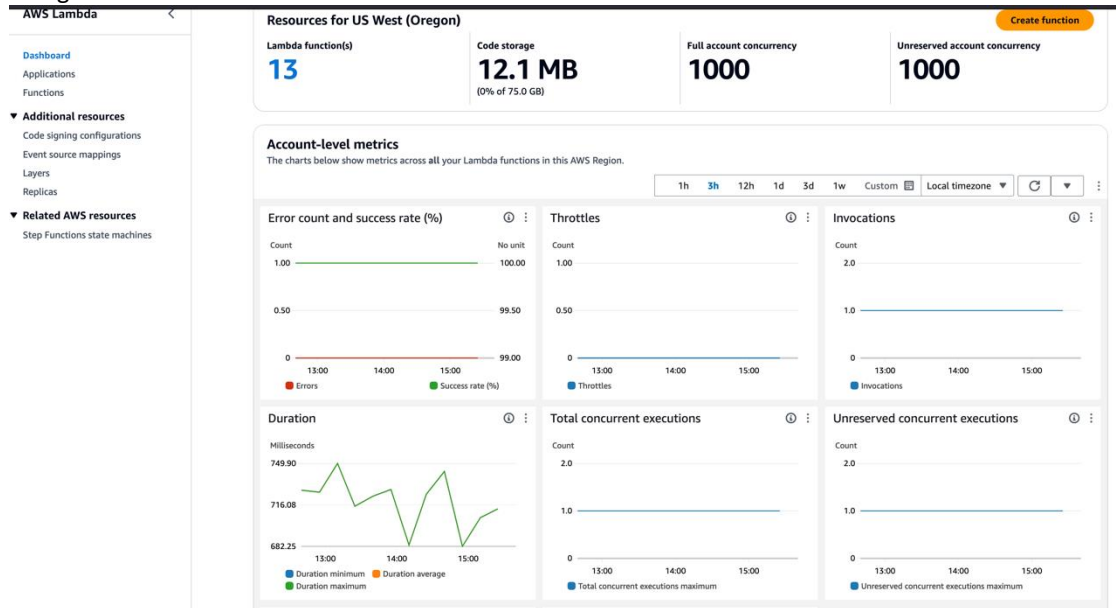 AWS Lambda
Dashboard
Applications
Functions
Additional resources
Code signing configurations
Event source mappings
Layers
Replicas
Related AWS resources
Step Functions state machines
Resources for US West (Oregon)
Create function
Lambda function(s)
13
Code storage
12.1 MB
(0% of 75.0 GB)
Full account concurrency
1000
Unreserved account concurrency
1000
Account-level metrics
The charts below show metrics across all your Lambda functions in this AWS Region.
1h 3h 12h 1d 3d 1w Custom Local timezone
Error count and success rate (%)
Count No unit
1.00 100.00
0.50 99.50
0 99.00
13:00 14:00 15:00
Errors Success rate (%)
Throttles
Count
1.00
0.50
0
13:00 14:00 15:00
Throttles
Invocations
Count
2.0
1.0
0
13:00 14:00 15:00
Invocations
Duration
Milliseconds
749.90
716.08
682.25
13:00 14:00 15:00
Duration minimum Duration average
Duration maximum
Total concurrent executions
Count
2.0
1.0
0
13:00 14:00 15:00
Total concurrent executions maximum
Unreserved concurrent executions
Count
2.0
1.0
0
13:00 14:00 15:00
Unreserved concurrent executions maximum